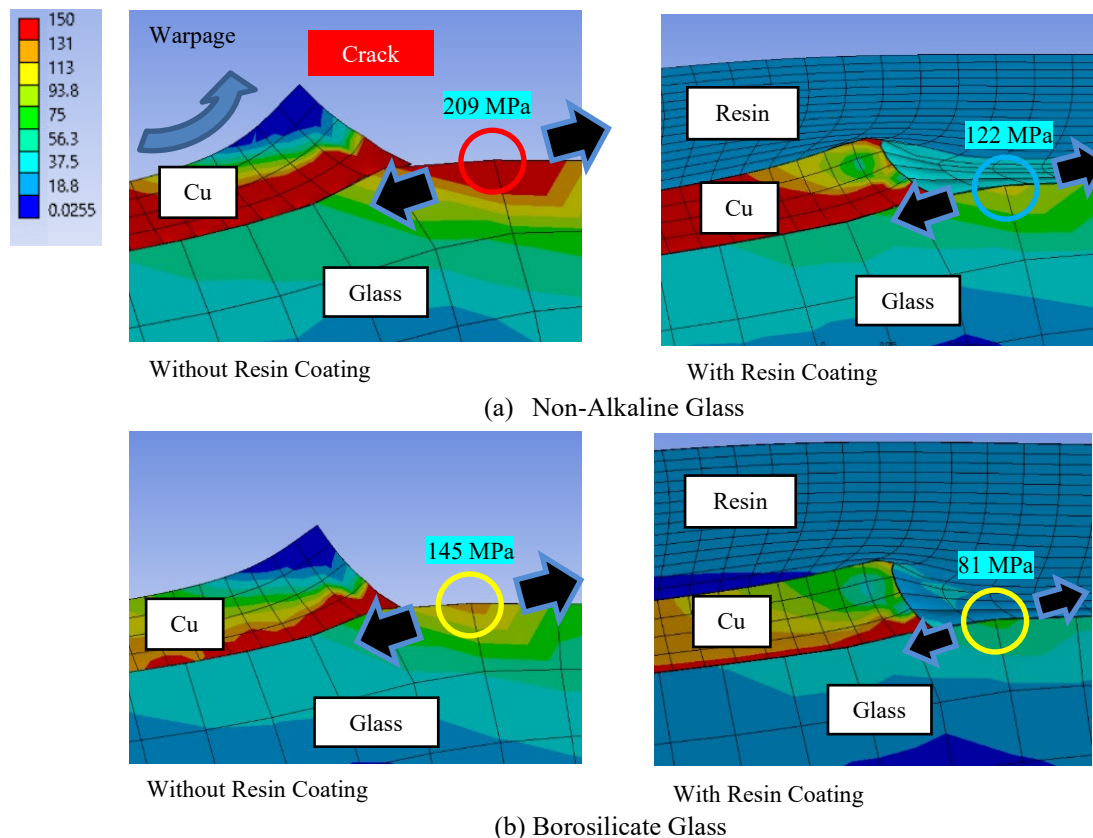 150
131
113
93.8
75
56.3
37.5
18.8
0.0255
Warpage
Crack
209 MPa
Cu
Glass
Without Resin Coating
Resin
122 MPa
Cu
Glass
With Resin Coating
(a) Non-Alkaline Glass
145 MPa
Cu
Glass
Without Resin Coating
Resin
81 MPa
Cu
Glass
With Resin Coating
(b) Borosilicate Glass